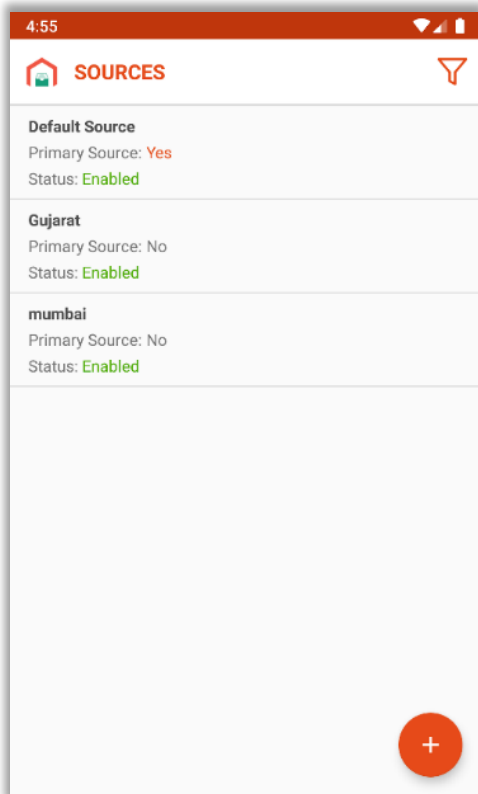 4:55
SOURCES
Default Source
Primary Source: Yes
Status: Enabled
Gujarat
Primary Source: No
Status: Enabled
mumbai
Primary Source: No
Status: Enabled
+